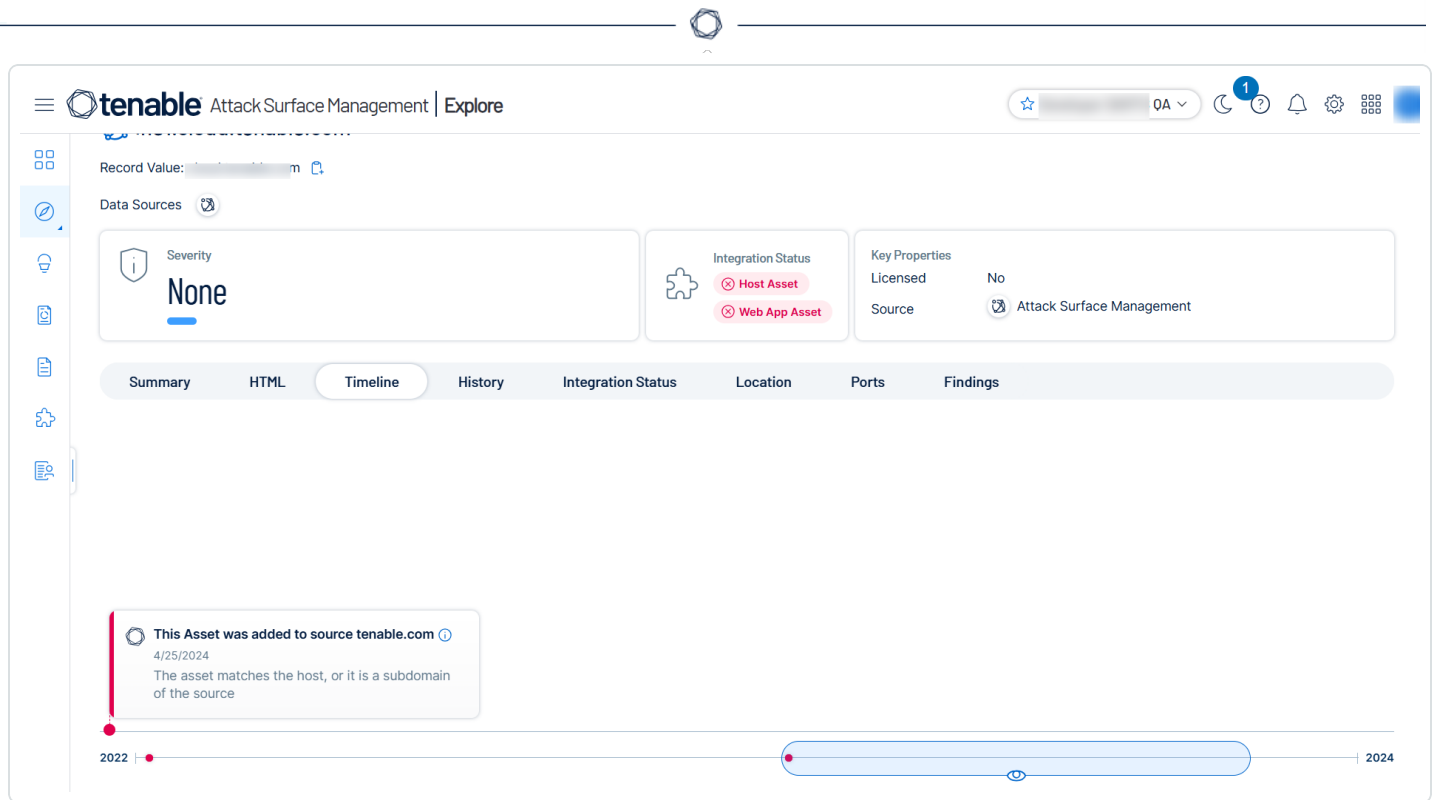 tenable Attack Surface Management | Explore
QA
1
Record Value: m
Data Sources
Severity
None
Integration Status
Host Asset
Web App Asset
Key Properties
Licensed No
Source Attack Surface Management
Summary HTML Timeline History Integration Status Location Ports Findings
This Asset was added to source tenable.com
4/25/2024
The asset matches the host, or it is a subdomain
of the source
2022 2024